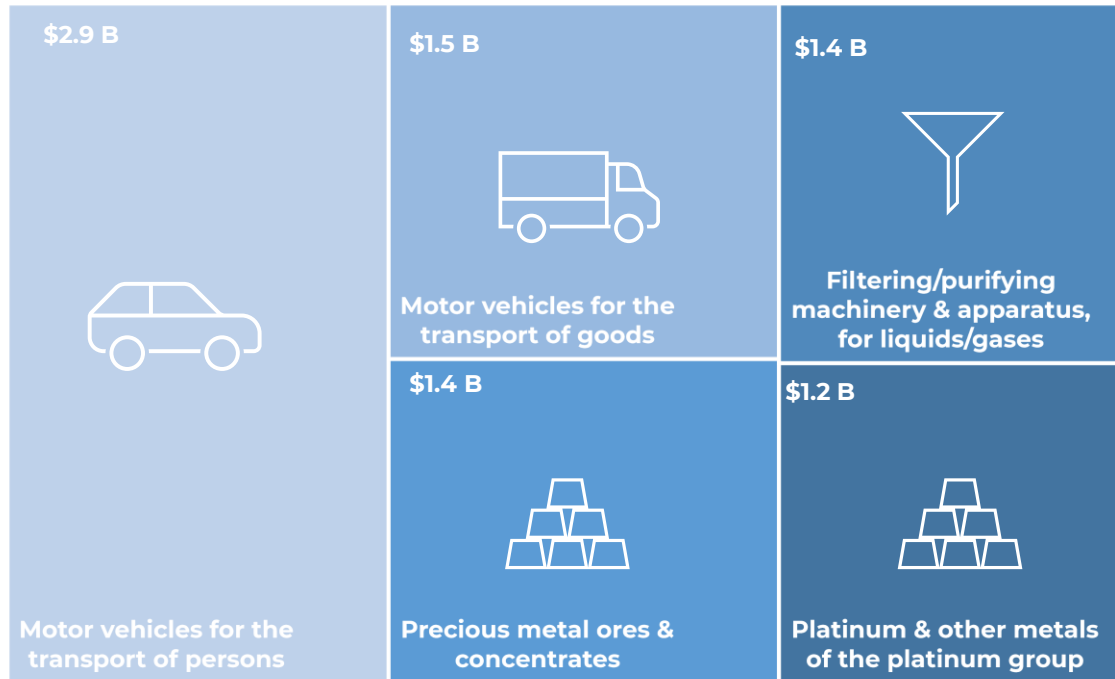 $2.9 B
Motor vehicles for the
transport of persons
$1.5 B
Motor vehicles for the
transport of goods
$1.4 B
Filtering/purifying
machinery & apparatus,
for liquids/gases
$1.4 B
Precious metal ores &
concentrates
$1.2 B
Platinum & other metals
of the platinum group